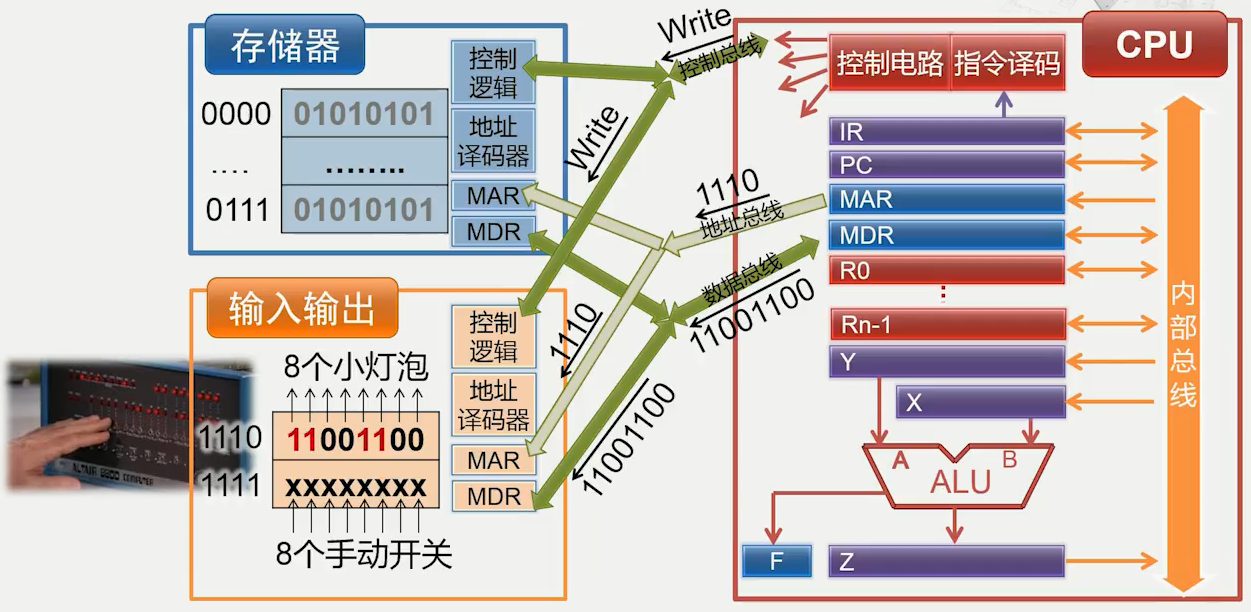 存储器
控制
逻辑
0000
01010101
地址
译码器
....
........
MAR
0111
01010101
MDR
输入输出
控制
逻辑
8个小灯泡
地址
译码器
1110
11001100
MAR
1111
xxxxxxxx
MDR
8个手动开关
ALTAIR 8800 COMPUTER
Write
控制总线
Write
1110
地址总线
数据总线
11001100
1110
11001100
CPU
控制电路
指令译码
IR
PC
MAR
MDR
R0
Rn-1
Y
X
A
B
ALU
F
Z
内部总线